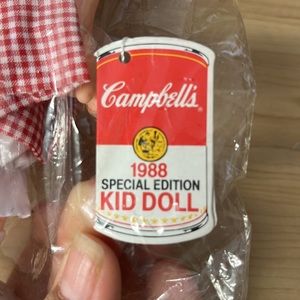 Campbell's®
1988
SPECIAL EDITION
KID DOLL